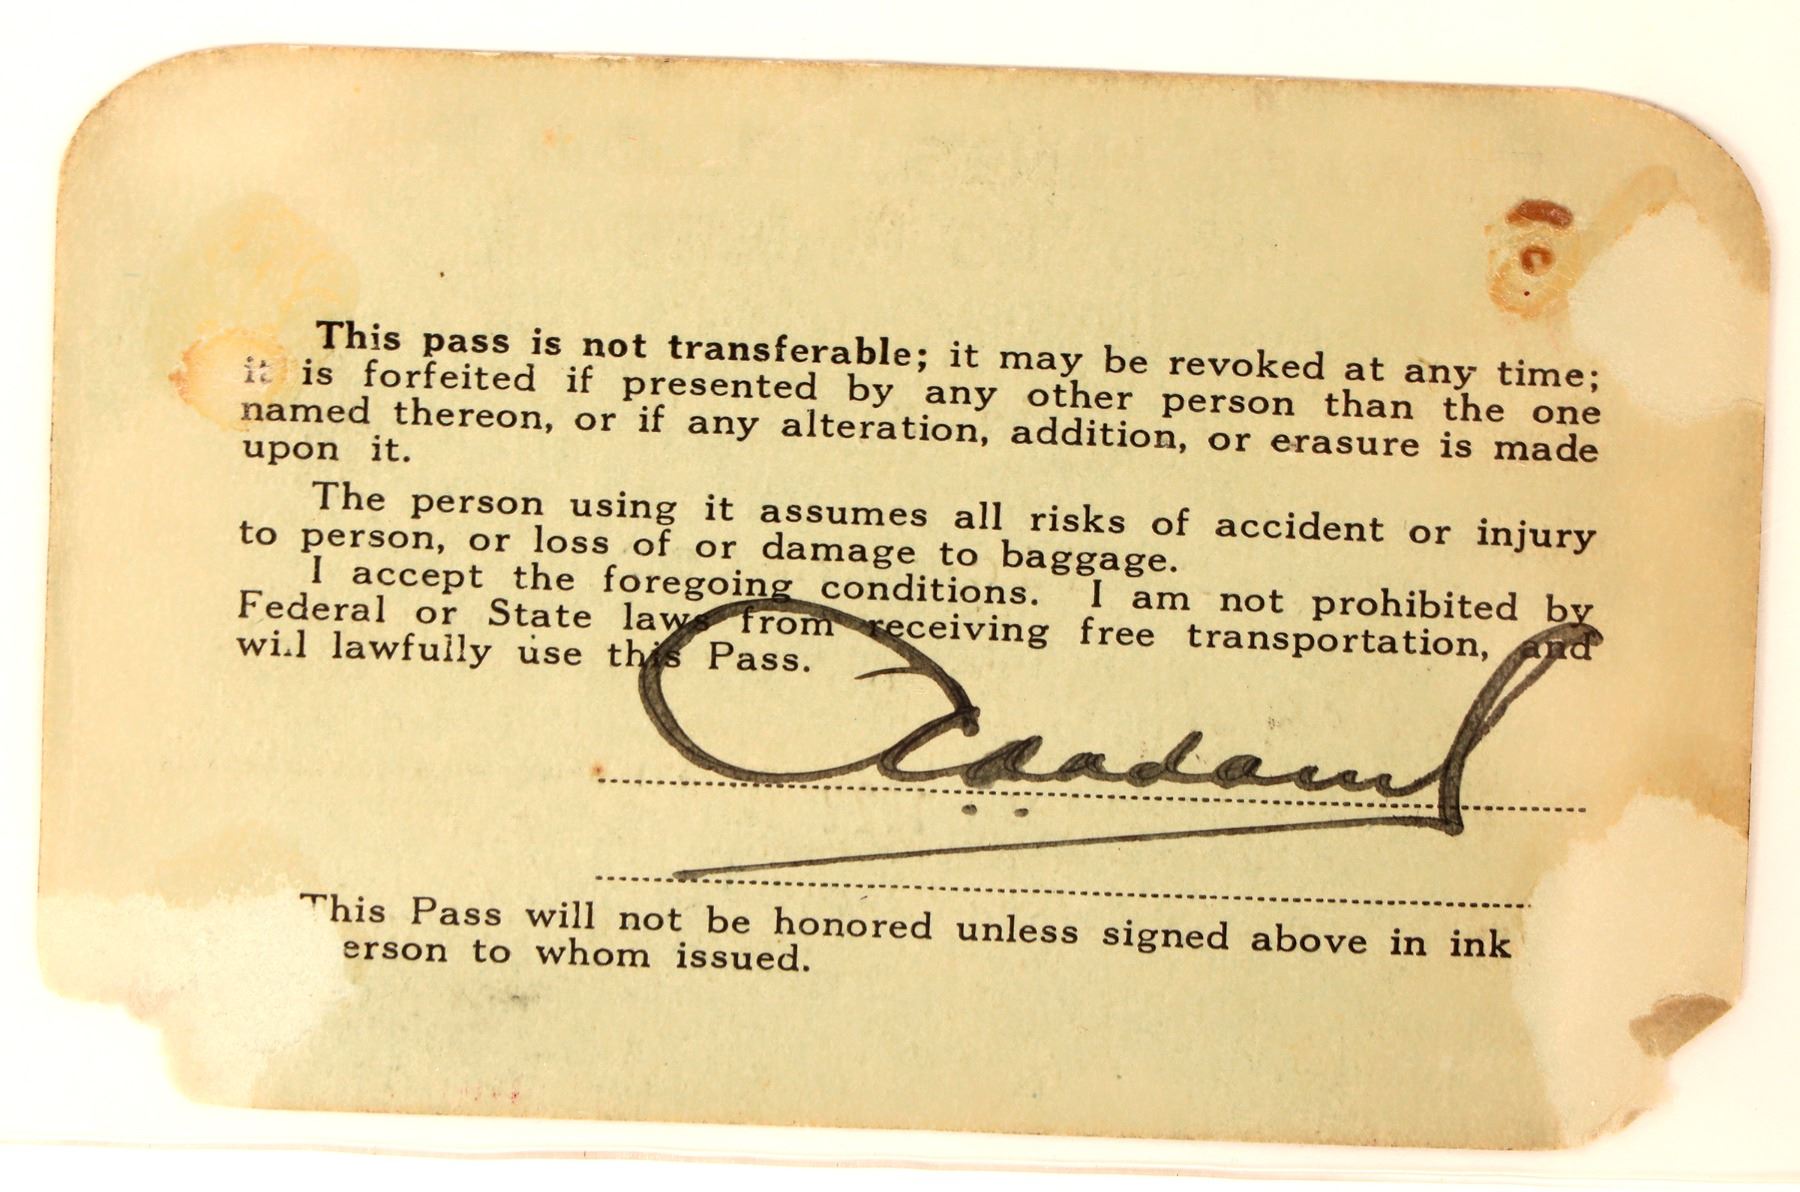 This pass is not transferable; it may be revoked at any time;
it is forfeited if presented by any other person than the one
named thereon, or if any alteration, addition, or erasure is made
upon it.
The person using it assumes all risks of accident or injury
to person, or loss of or damage to baggage.
I accept the foregoing conditions. I am not prohibited by
Federal or State laws from receiving free transportation, and
will lawfully use this Pass.
This Pass will not be honored unless signed above in ink
erson to whom issued.